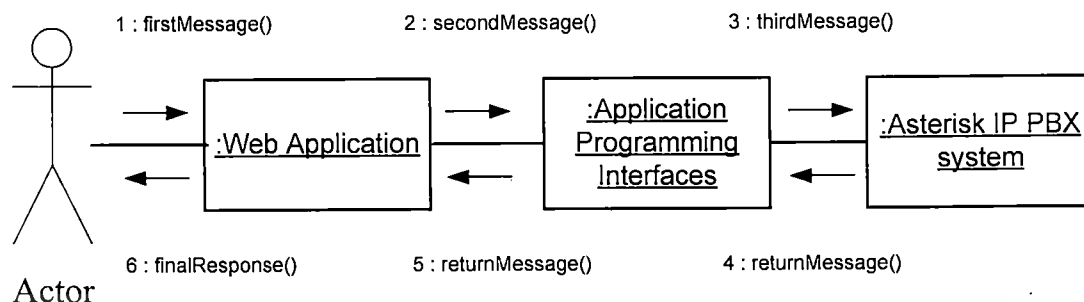 1 : firstMessage()
2 : secondMessage()
3 : thirdMessage()
:Web Application
:Application
Programming
Interfaces
:Asterisk IP PBX
system
6 : finalResponse()
5 : returnMessage()
4 : returnMessage()
Actor